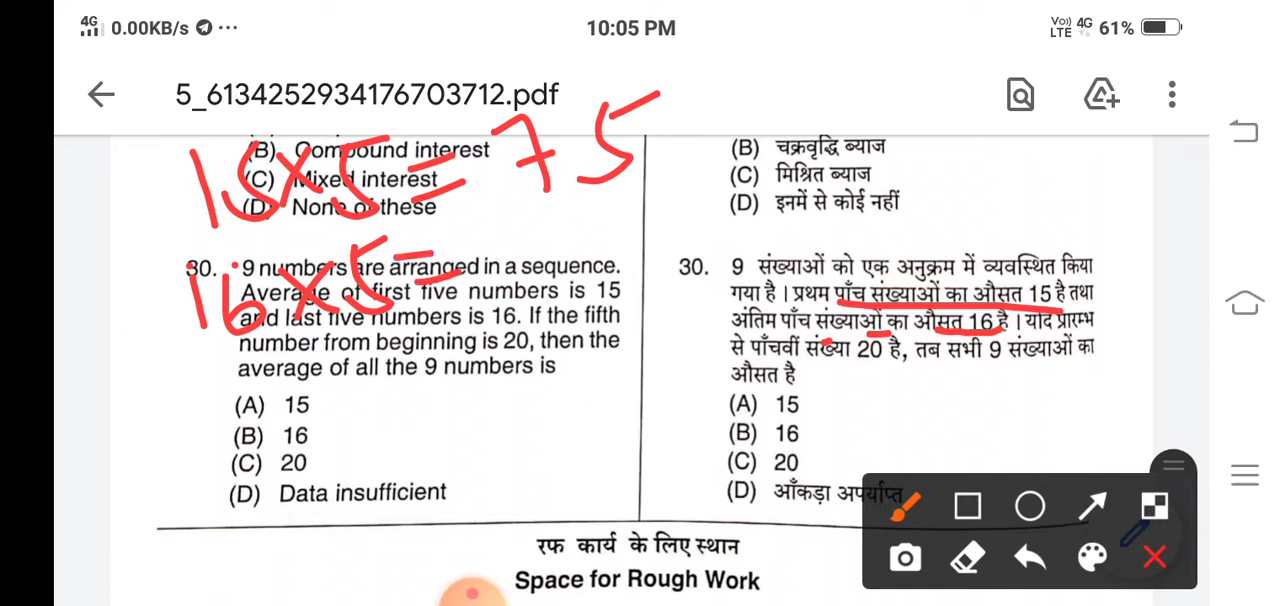 4G 0.00KB/s ... 10:05 PM Vo)) LTE 4G 61%
5_6134252934176703712.pdf
15×5=75
16×5=
(B) Compound interest
(C) Mixed interest
(D) None of these
30. 9 numbers are arranged in a sequence.
Average of first five numbers is 15
and last five numbers is 16. If the fifth
number from beginning is 20, then the
average of all the 9 numbers is
(A) 15
(B) 16
(C) 20
(D) Data insufficient
(B) चक्रवृद्धि ब्याज
(C) मिश्रित ब्याज
(D) इनमें से कोई नहीं
30. 9 संख्याओं को एक अनुक्रम में व्यवस्थित किया
गया है। प्रथम पाँच संख्याओं का औसत 15 है तथा
अंतिम पाँच संख्याओं का औसत 16 है। यदि प्रारम्भ
से पाँचवीं संख्या 20 है, तब सभी 9 संख्याओं का
औसत है
(A) 15
(B) 16
(C) 20
(D) आँकड़ा अपर्याप्त
रफ कार्य के लिए स्थान
Space for Rough Work